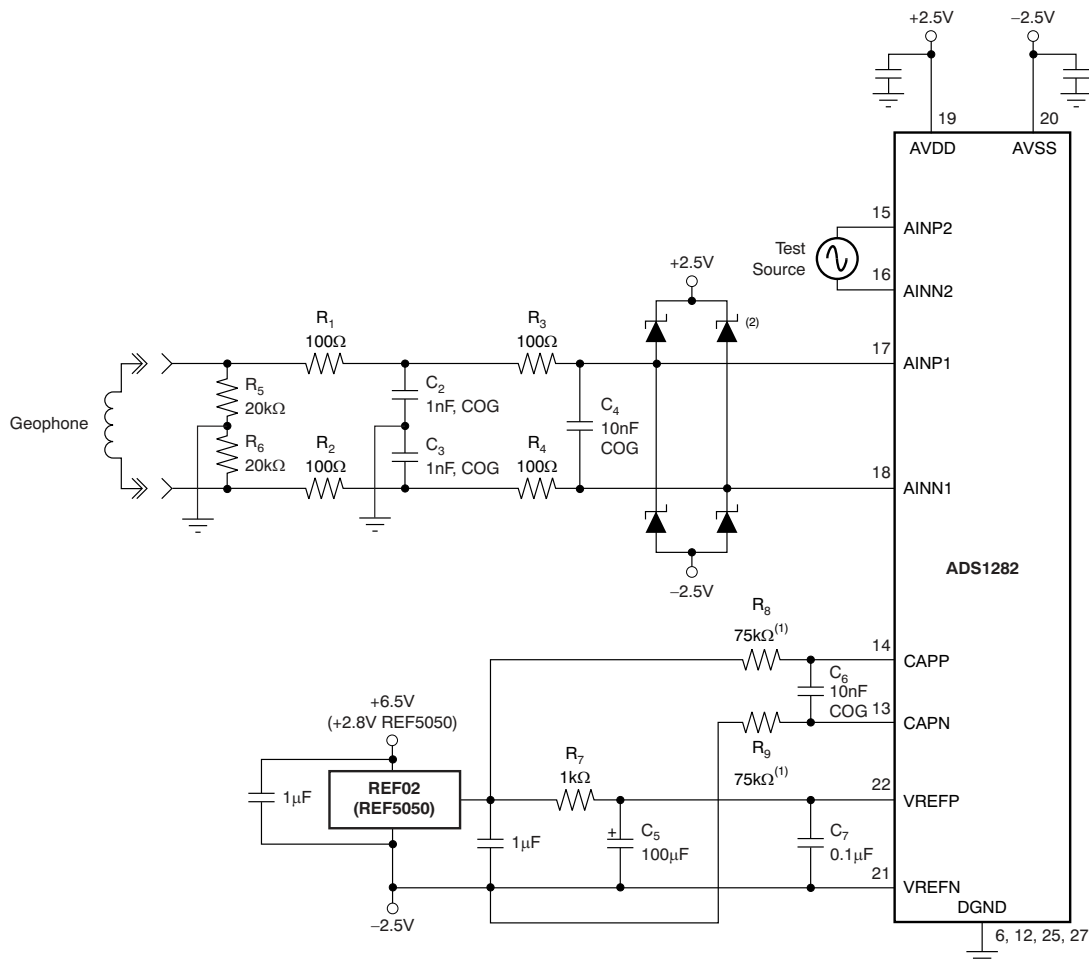 +2.5V
−2.5V
19
20
AVDD
AVSS
15
AINP2
Test
Source
16
AINN2
+2.5V
(2)
R1
100Ω
R3
100Ω
17
AINP1
R5
20kΩ
C2
1nF, COG
C4
10nF
COG
Geophone
R6
20kΩ
R2
100Ω
C3
1nF, COG
R4
100Ω
18
AINN1
−2.5V
ADS1282
R8
75kΩ(1)
14
CAPP
C6
10nF
COG
13
CAPN
+6.5V
(+2.8V REF5050)
R9
75kΩ(1)
R7
1kΩ
REF02
(REF5050)
1μF
22
VREFP
1μF
+
C5
100μF
C7
0.1μF
21
VREFN
−2.5V
DGND
6, 12, 25, 27